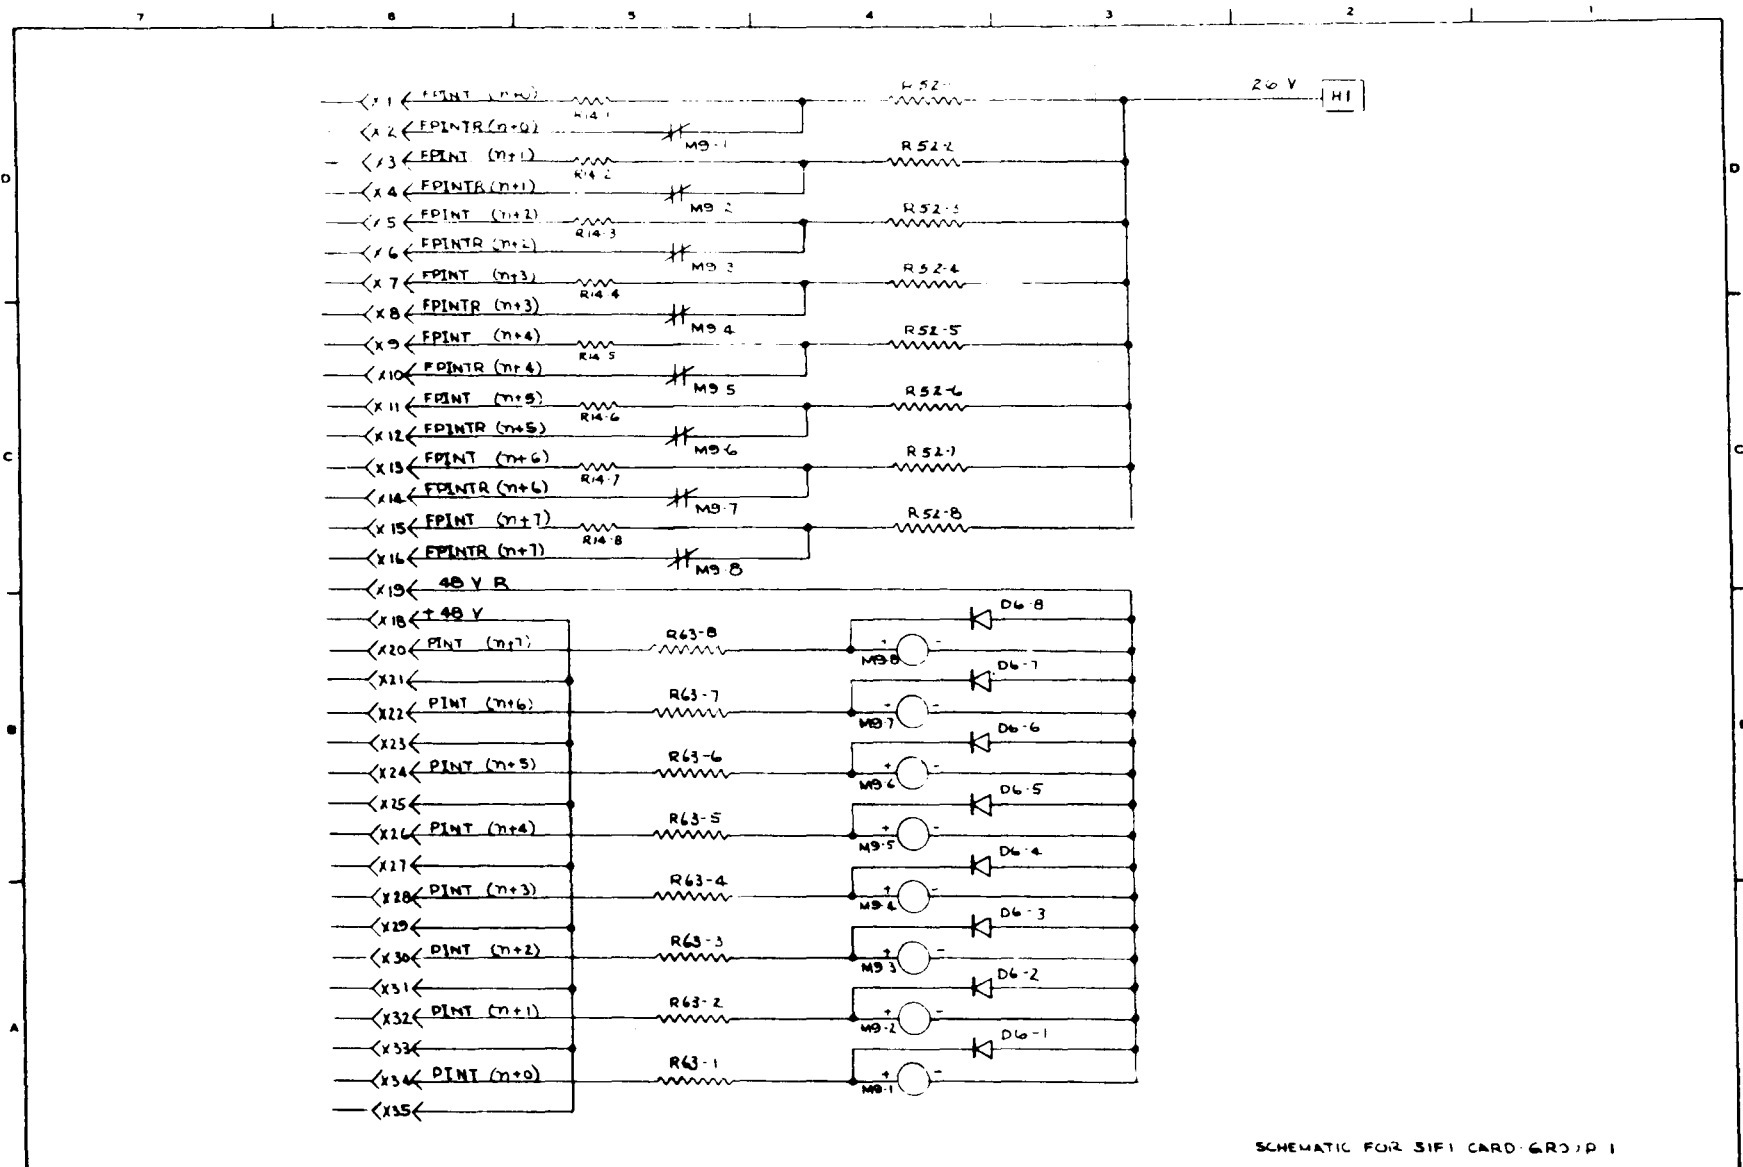 7 6 5 4 3 2 1
X1 FPINT (n+0) R14-1 R52- 26 V H1
X2 FPINTR (n+0) M9-1
X3 FPINT (n+1) R14-2 R52-2
D D
X4 FPINTR (n+1) M9-2
X5 FPINT (n+2) R14-3 R52-3
X6 FPINTR (n+2) M9-3
X7 FPINT (n+3) R14-4 R52-4
X8 FPINTR (n+3) M9-4
X9 FPINT (n+4) R14-5 R52-5
X10 FPINTR (n+4) M9-5
X11 FPINT (n+5) R14-6 R52-6
X12 FPINTR (n+5) M9-6
C C
X13 FPINT (n+6) R14-7 R52-7
X14 FPINTR (n+6) M9-7
X15 FPINT (n+7) R14-8 R52-8
X16 FPINTR (n+7) M9-8
X19 48 V R
X18 +48 V D6-8
X20 PINT (n+7) R63-8 M9-8 + -
X21 D6-7
X22 PINT (n+6) R63-7 M9-7 + -
B
X23 D6-6
X24 PINT (n+5) R63-6 M9-6 + -
X25 D6-5
X26 PINT (n+4) R63-5 M9-5 + -
X27 D6-4
X28 PINT (n+3) R63-4 M9-4 + -
X29 D6-3
X30 PINT (n+2) R63-3 M9-3 + -
X31 D6-2
X32 PINT (n+1) R63-2 M9-2 + -
A
X33 D6-1
X34 PINT (n+0) R63-1 M9-1 + -
X35
SCHEMATIC FOR SIFI CARD GROUP 1